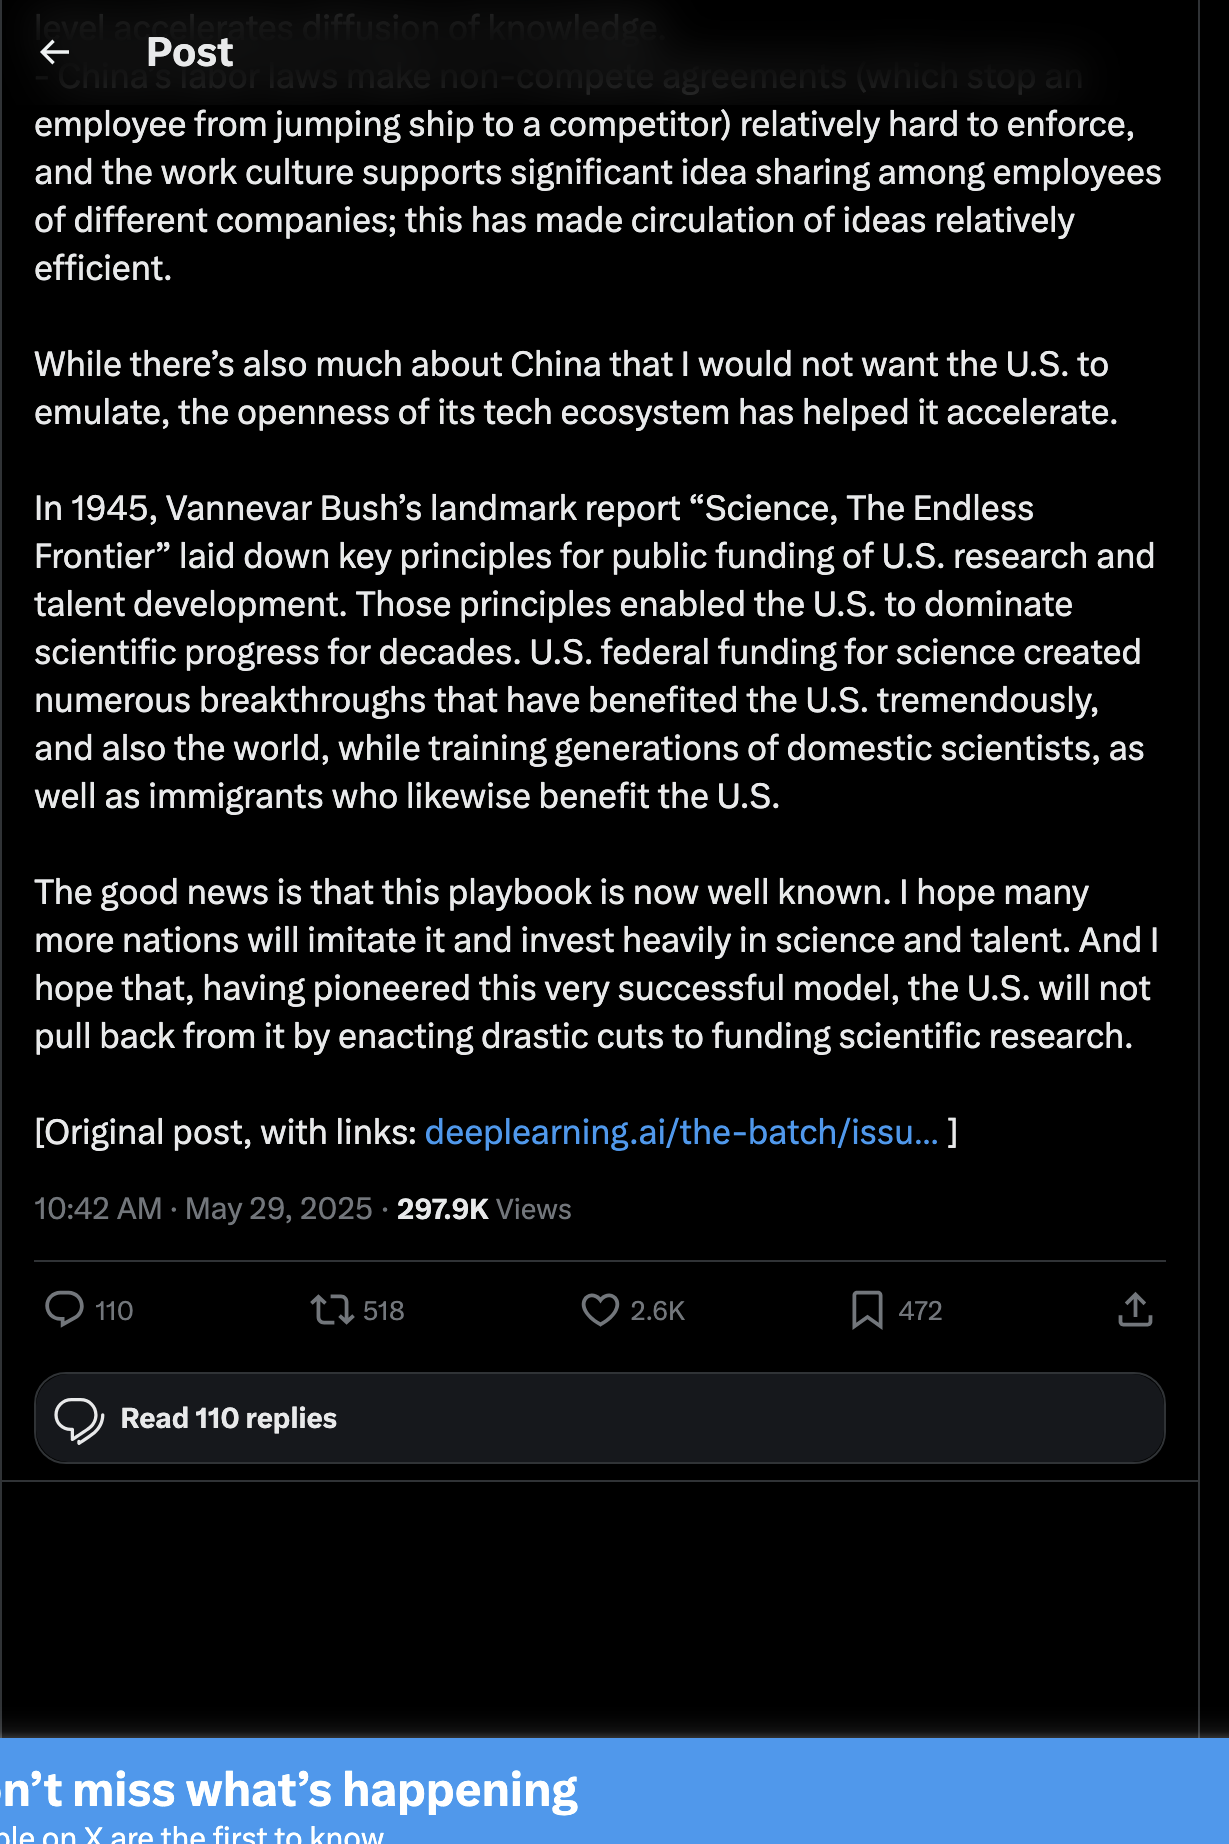 level accelerates diffusion of knowledge.
Post
- China's labor laws make non-compete agreements (which stop an
employee from jumping ship to a competitor) relatively hard to enforce,
and the work culture supports significant idea sharing among employees
of different companies; this has made circulation of ideas relatively
efficient.
While there’s also much about China that I would not want the U.S. to
emulate, the openness of its tech ecosystem has helped it accelerate.
In 1945, Vannevar Bush’s landmark report “Science, The Endless
Frontier” laid down key principles for public funding of U.S. research and
talent development. Those principles enabled the U.S. to dominate
scientific progress for decades. U.S. federal funding for science created
numerous breakthroughs that have benefited the U.S. tremendously,
and also the world, while training generations of domestic scientists, as
well as immigrants who likewise benefit the U.S.
The good news is that this playbook is now well known. I hope many
more nations will imitate it and invest heavily in science and talent. And I
hope that, having pioneered this very successful model, the U.S. will not
pull back from it by enacting drastic cuts to funding scientific research.
[Original post, with links: deeplearning.ai/the-batch/issu… ]
10:42 AM · May 29, 2025 · 297.9K Views
110 518 2.6K 472
Read 110 replies
n’t miss what’s happening
ple on X are the first to know.